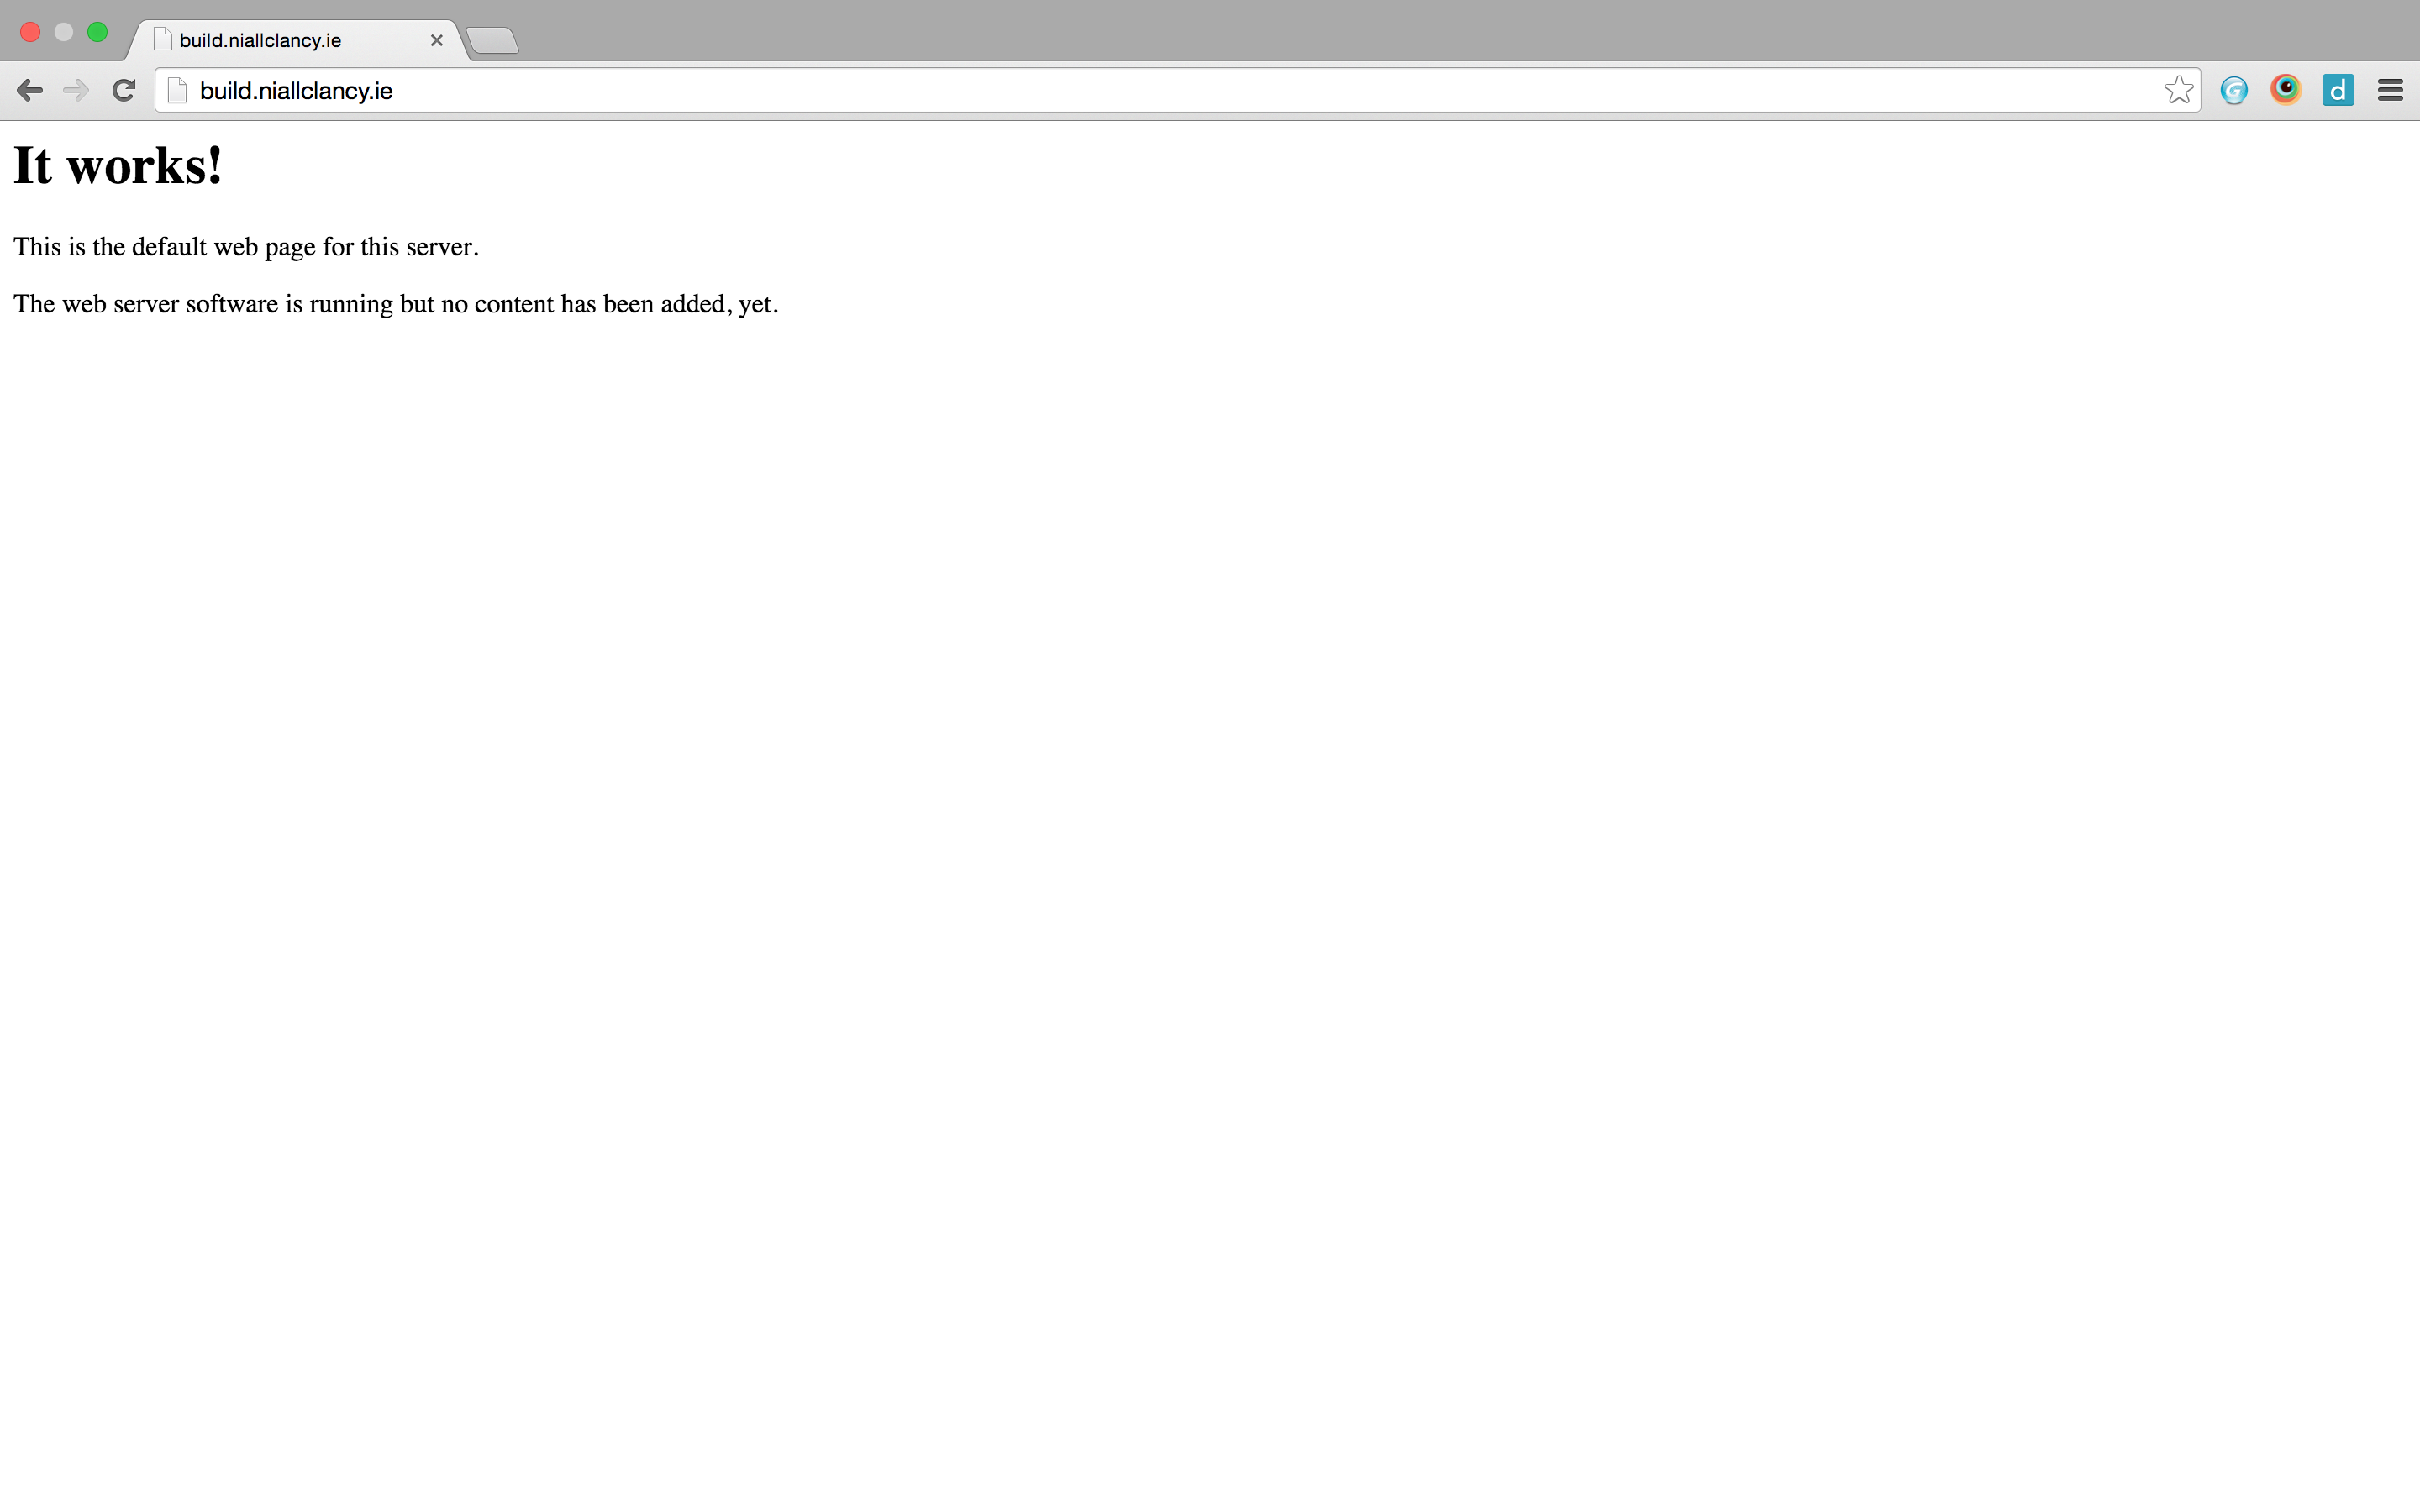 build.niallclancy.ie
build.niallclancy.ie
G
d
It works!
This is the default web page for this server.
The web server software is running but no content has been added, yet.